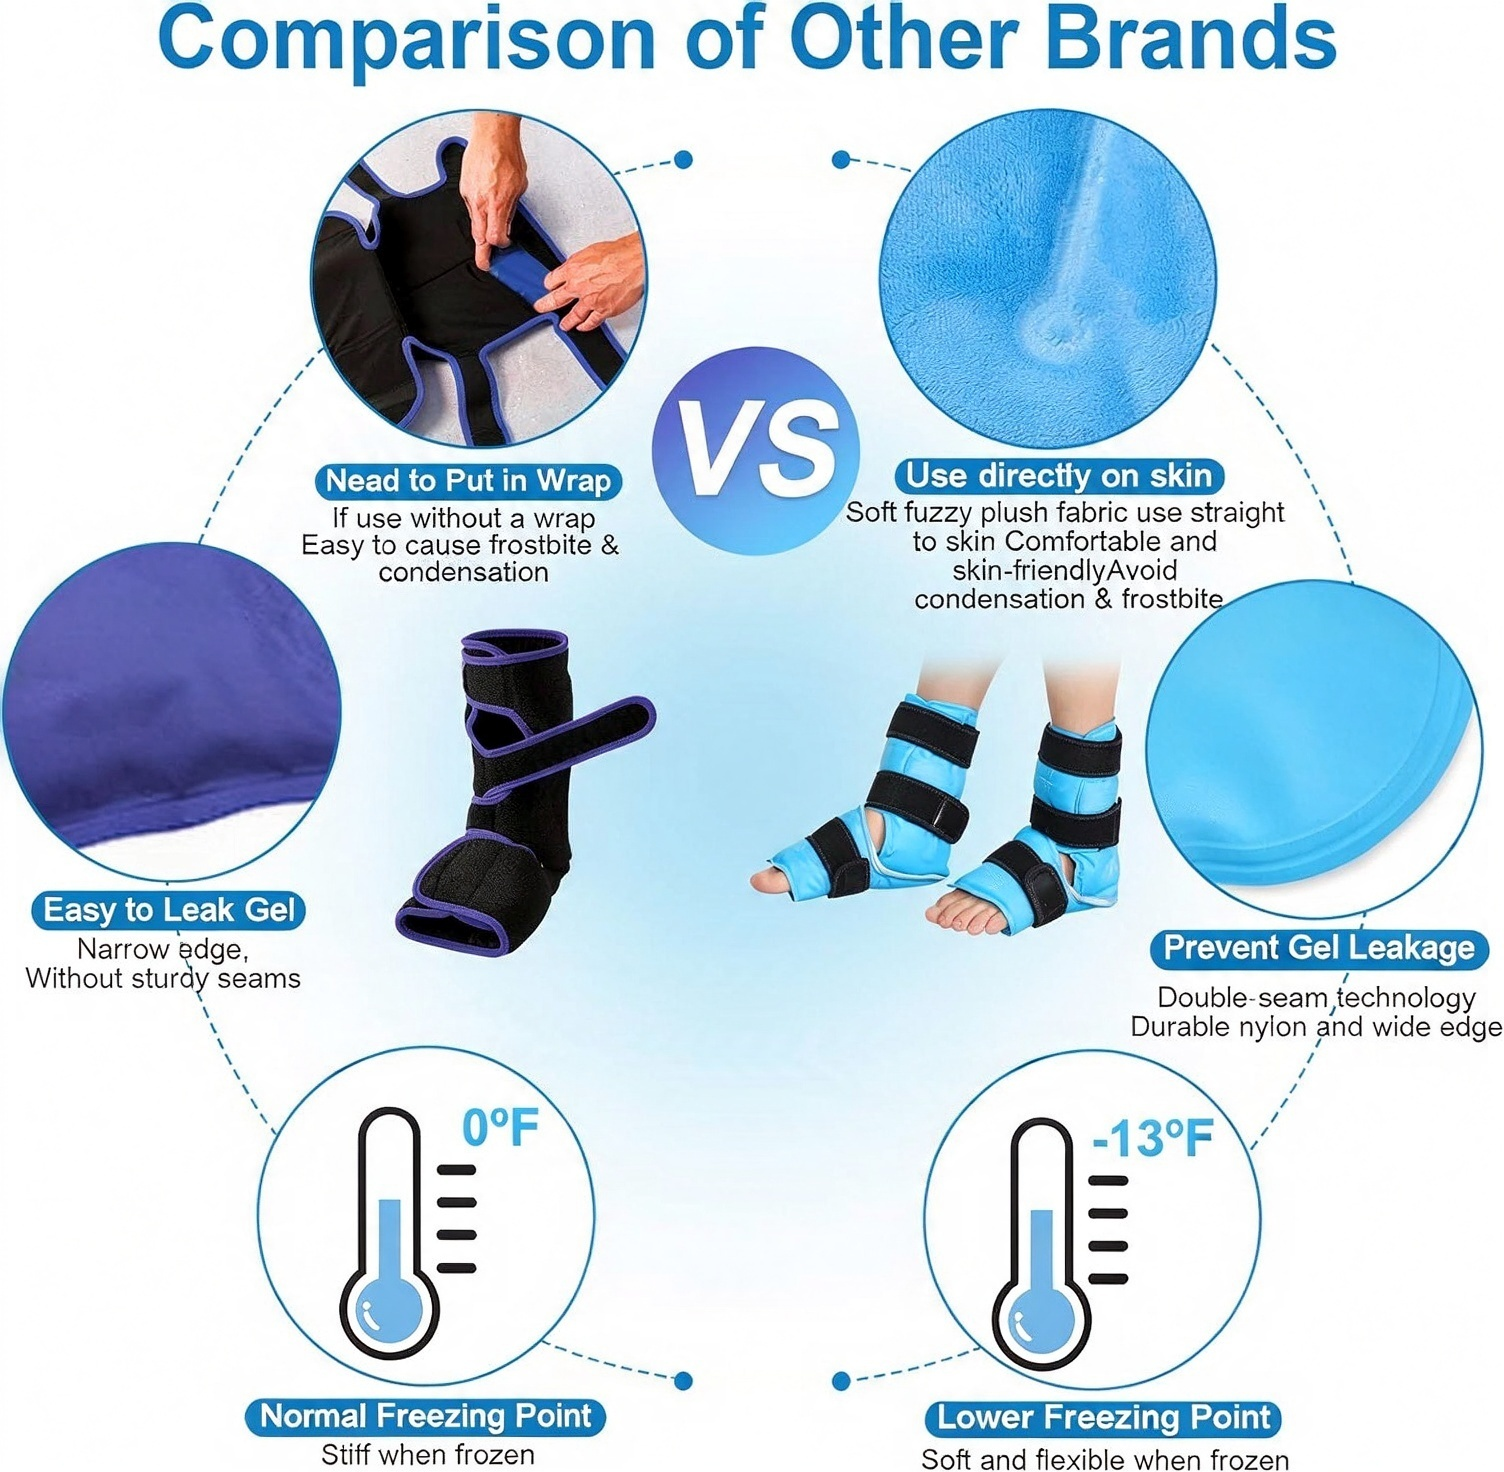 Comparison of Other Brands
Nead to Put in Wrap
If use without a wrap
Easy to cause frostbite &
condensation
VS
Use directly on skin
Soft fuzzy plush fabric use straight
to skin Comfortable and
skin-friendlyAvoid
condensation & frostbite
Easy to Leak Gel
Narrow edge,
Without sturdy seams
Prevent Gel Leakage
Double-seam technology
Durable nylon and wide edge
0ºF
Normal Freezing Point
Stiff when frozen
-13ºF
Lower Freezing Point
Soft and flexible when frozen